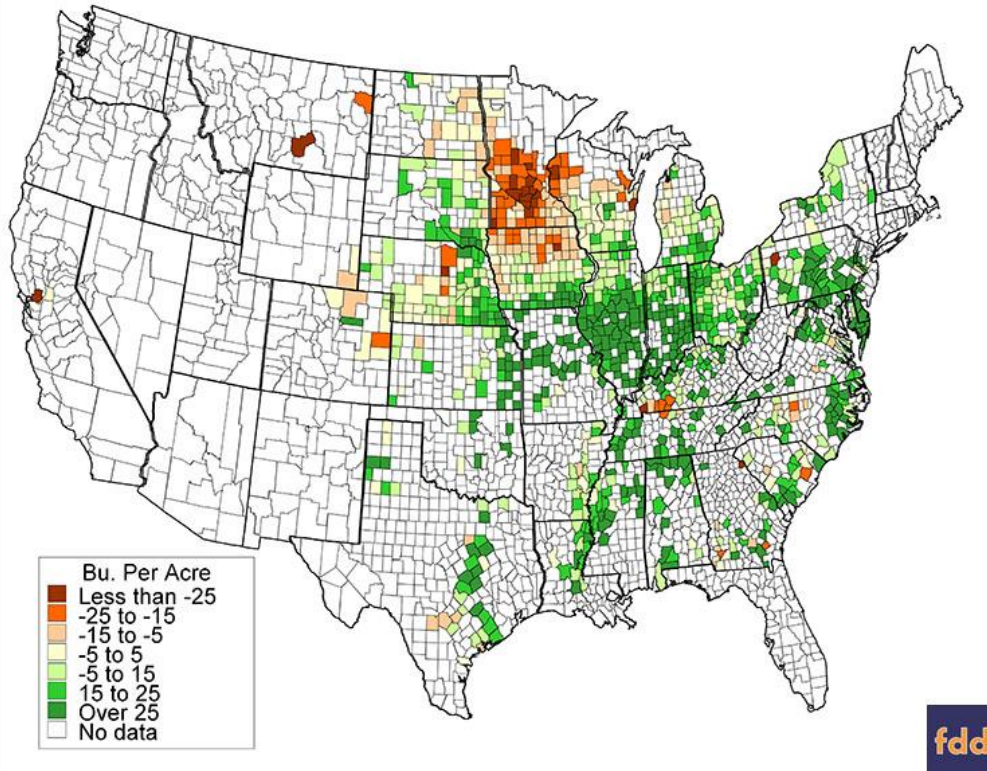 Bu. Per Acre
Less than -25
-25 to -15
-15 to -5
-5 to 5
-5 to 15
15 to 25
Over 25
No data
fdd